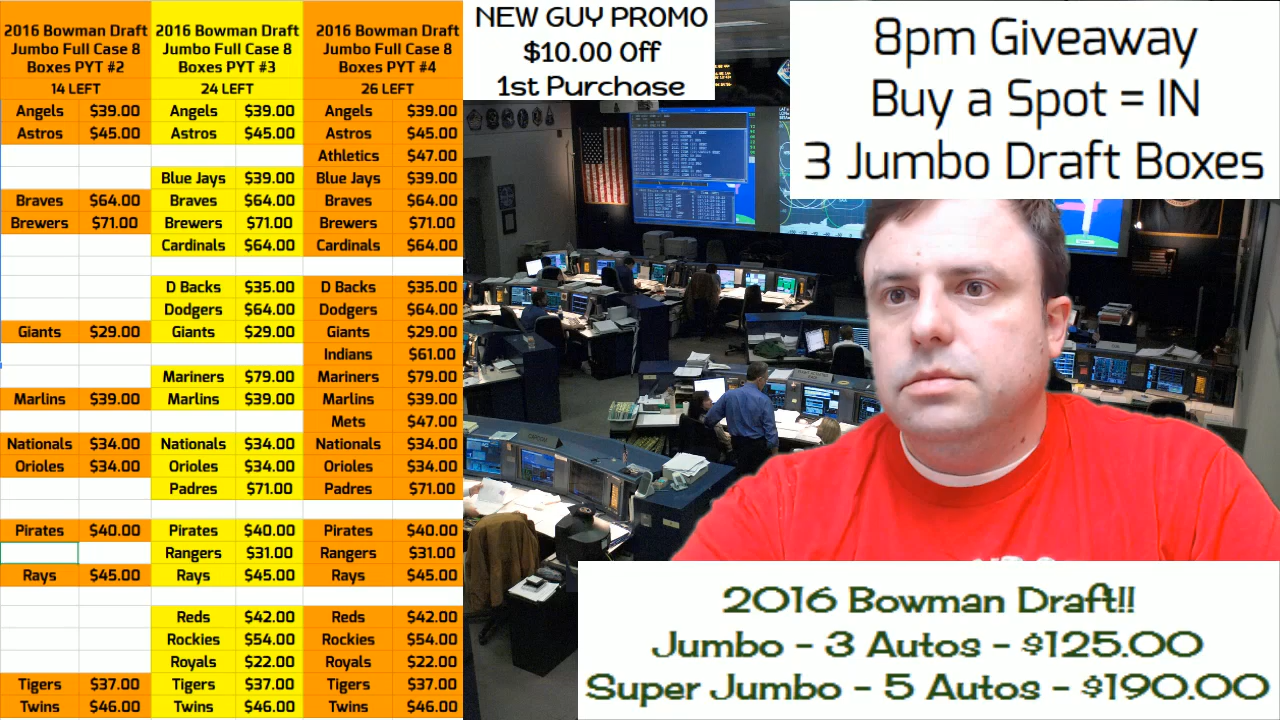 2016 Bowman Draft
Jumbo Full Case 8
Boxes PYT #2
14 LEFT
Angels $39.00
Astros $45.00
Braves $64.00
Brewers $71.00
Giants $29.00
Marlins $39.00
Nationals $34.00
Orioles $34.00
Pirates $40.00
Rays $45.00
Tigers $37.00
Twins $46.00
2016 Bowman Draft
Jumbo Full Case 8
Boxes PYT #3
24 LEFT
Angels $39.00
Astros $45.00
Blue Jays $39.00
Braves $64.00
Brewers $71.00
Cardinals $64.00
D Backs $35.00
Dodgers $64.00
Giants $29.00
Mariners $79.00
Marlins $39.00
Nationals $34.00
Orioles $34.00
Padres $71.00
Pirates $40.00
Rangers $31.00
Rays $45.00
Reds $42.00
Rockies $54.00
Royals $22.00
Tigers $37.00
Twins $46.00
2016 Bowman Draft
Jumbo Full Case 8
Boxes PYT #4
26 LEFT
Angels $39.00
Astros $45.00
Athletics $47.00
Blue Jays $39.00
Braves $64.00
Brewers $71.00
Cardinals $64.00
D Backs $35.00
Dodgers $64.00
Giants $29.00
Indians $61.00
Mariners $79.00
Marlins $39.00
Mets $47.00
Nationals $34.00
Orioles $34.00
Padres $71.00
Pirates $40.00
Rangers $31.00
Rays $45.00
Reds $42.00
Rockies $54.00
Royals $22.00
Tigers $37.00
Twins $46.00
NEW GUY PROMO
$10.00 Off
1st Purchase
8pm Giveaway
Buy a Spot = IN
3 Jumbo Draft Boxes
2016 Bowman Draft!!
Jumbo - 3 Autos - $125.00
Super Jumbo - 5 Autos - $190.00